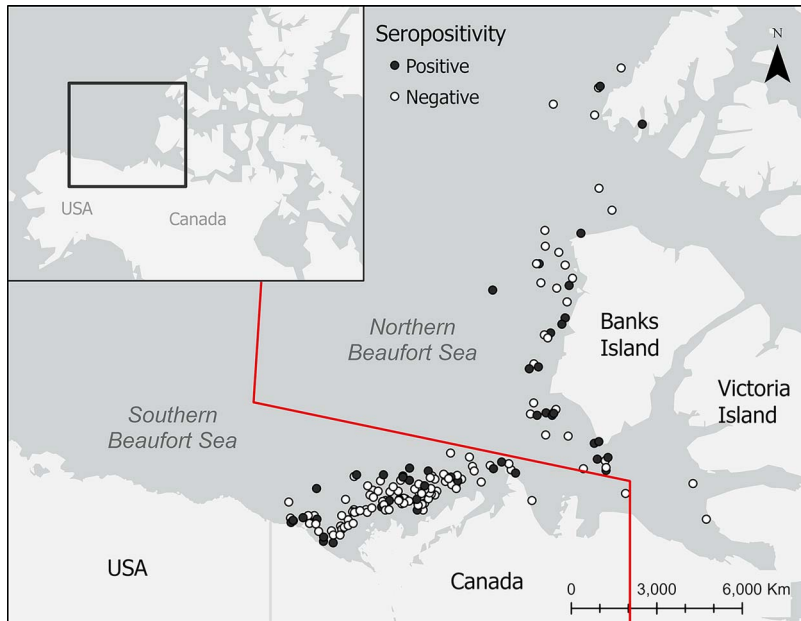 USA
Canada
Seropositivity
Positive
Negative
N
Northern
Beaufort Sea
Southern
Beaufort Sea
Banks
Island
Victoria
Island
USA
Canada
0 3,000 6,000 Km